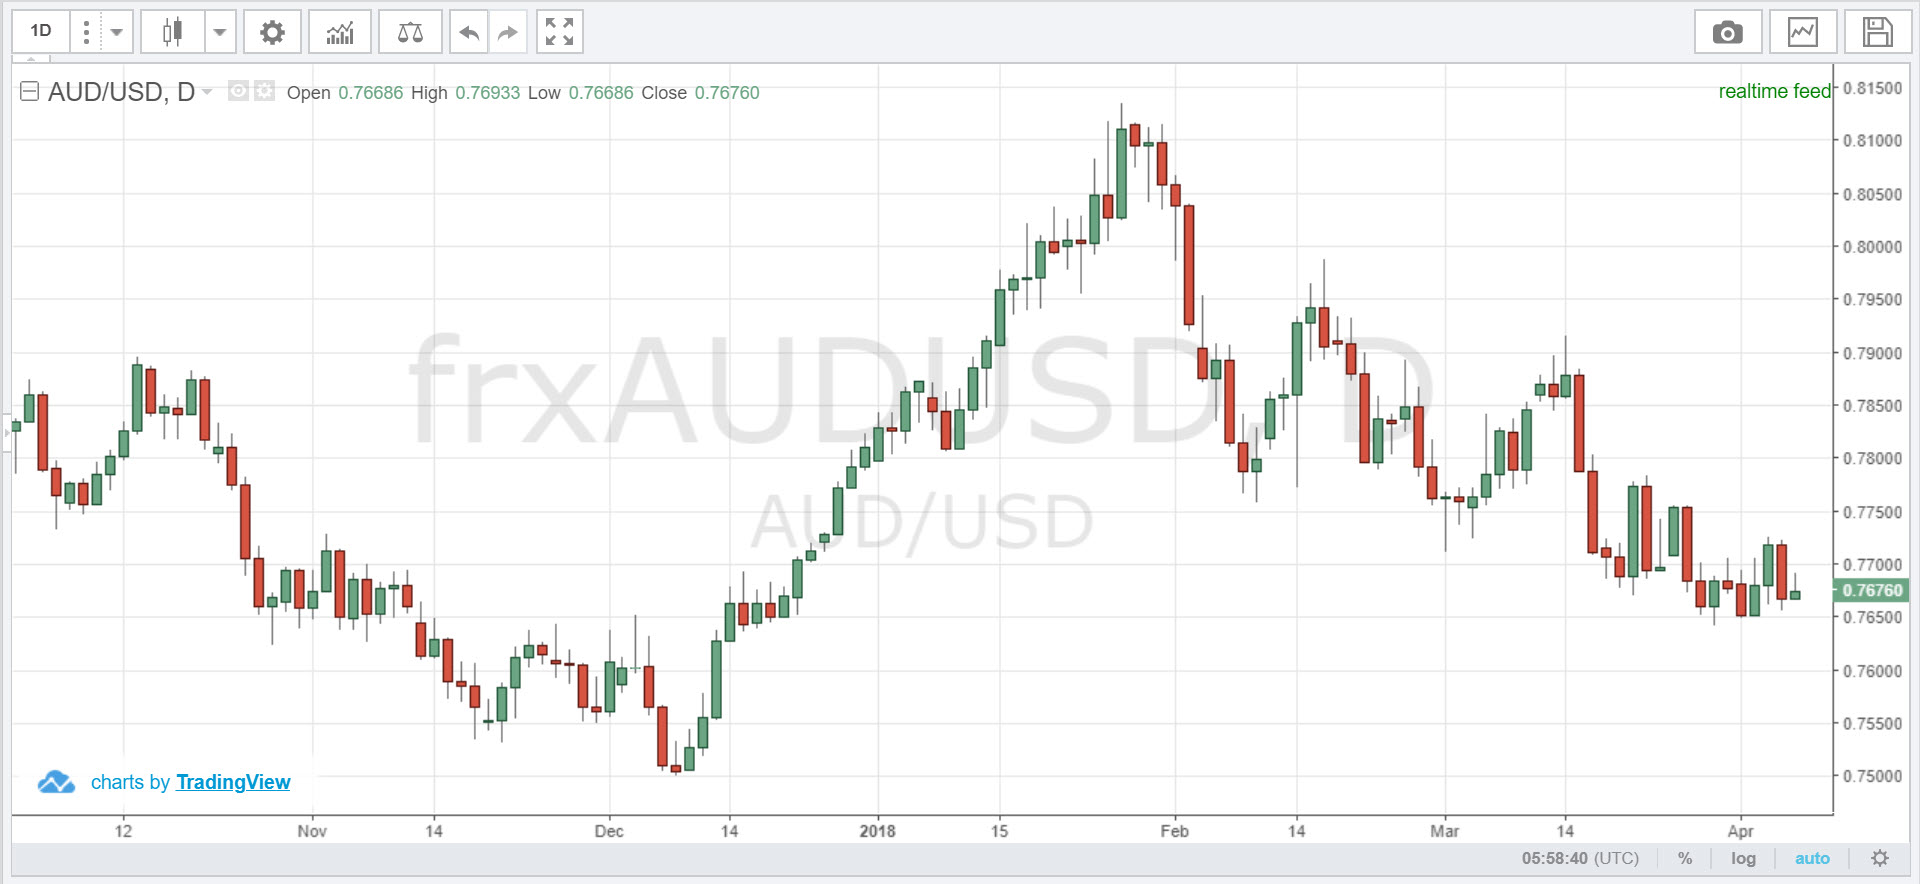 1D
AUD/USD, D Open 0.76686 High 0.76933 Low 0.76686 Close 0.76760
realtime feed
0.81500
0.81000
0.80500
0.80000
0.79500
0.79000
0.78500
0.78000
0.77500
0.77000
0.76760
0.76500
0.76000
0.75500
0.75000
frxAUDUSD, D
AUD/USD
charts by TradingView
12 Nov 14 Dec 14 2018 15 Feb 14 Mar 14 Apr
05:58:40 (UTC) % log auto